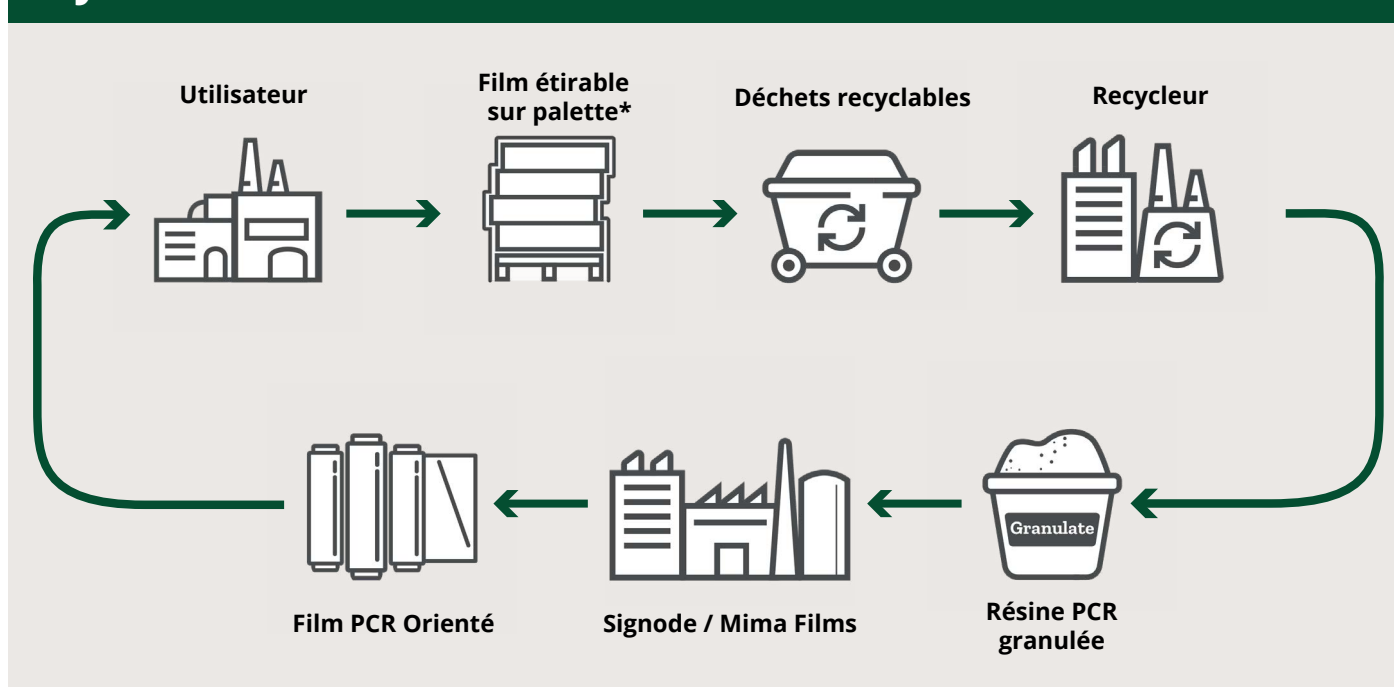 Utilisateur
Film étirable
sur palette*
Déchets recyclables
Recycleur
Granulate
Film PCR Orienté
Signode / Mima Films
Résine PCR
granulée